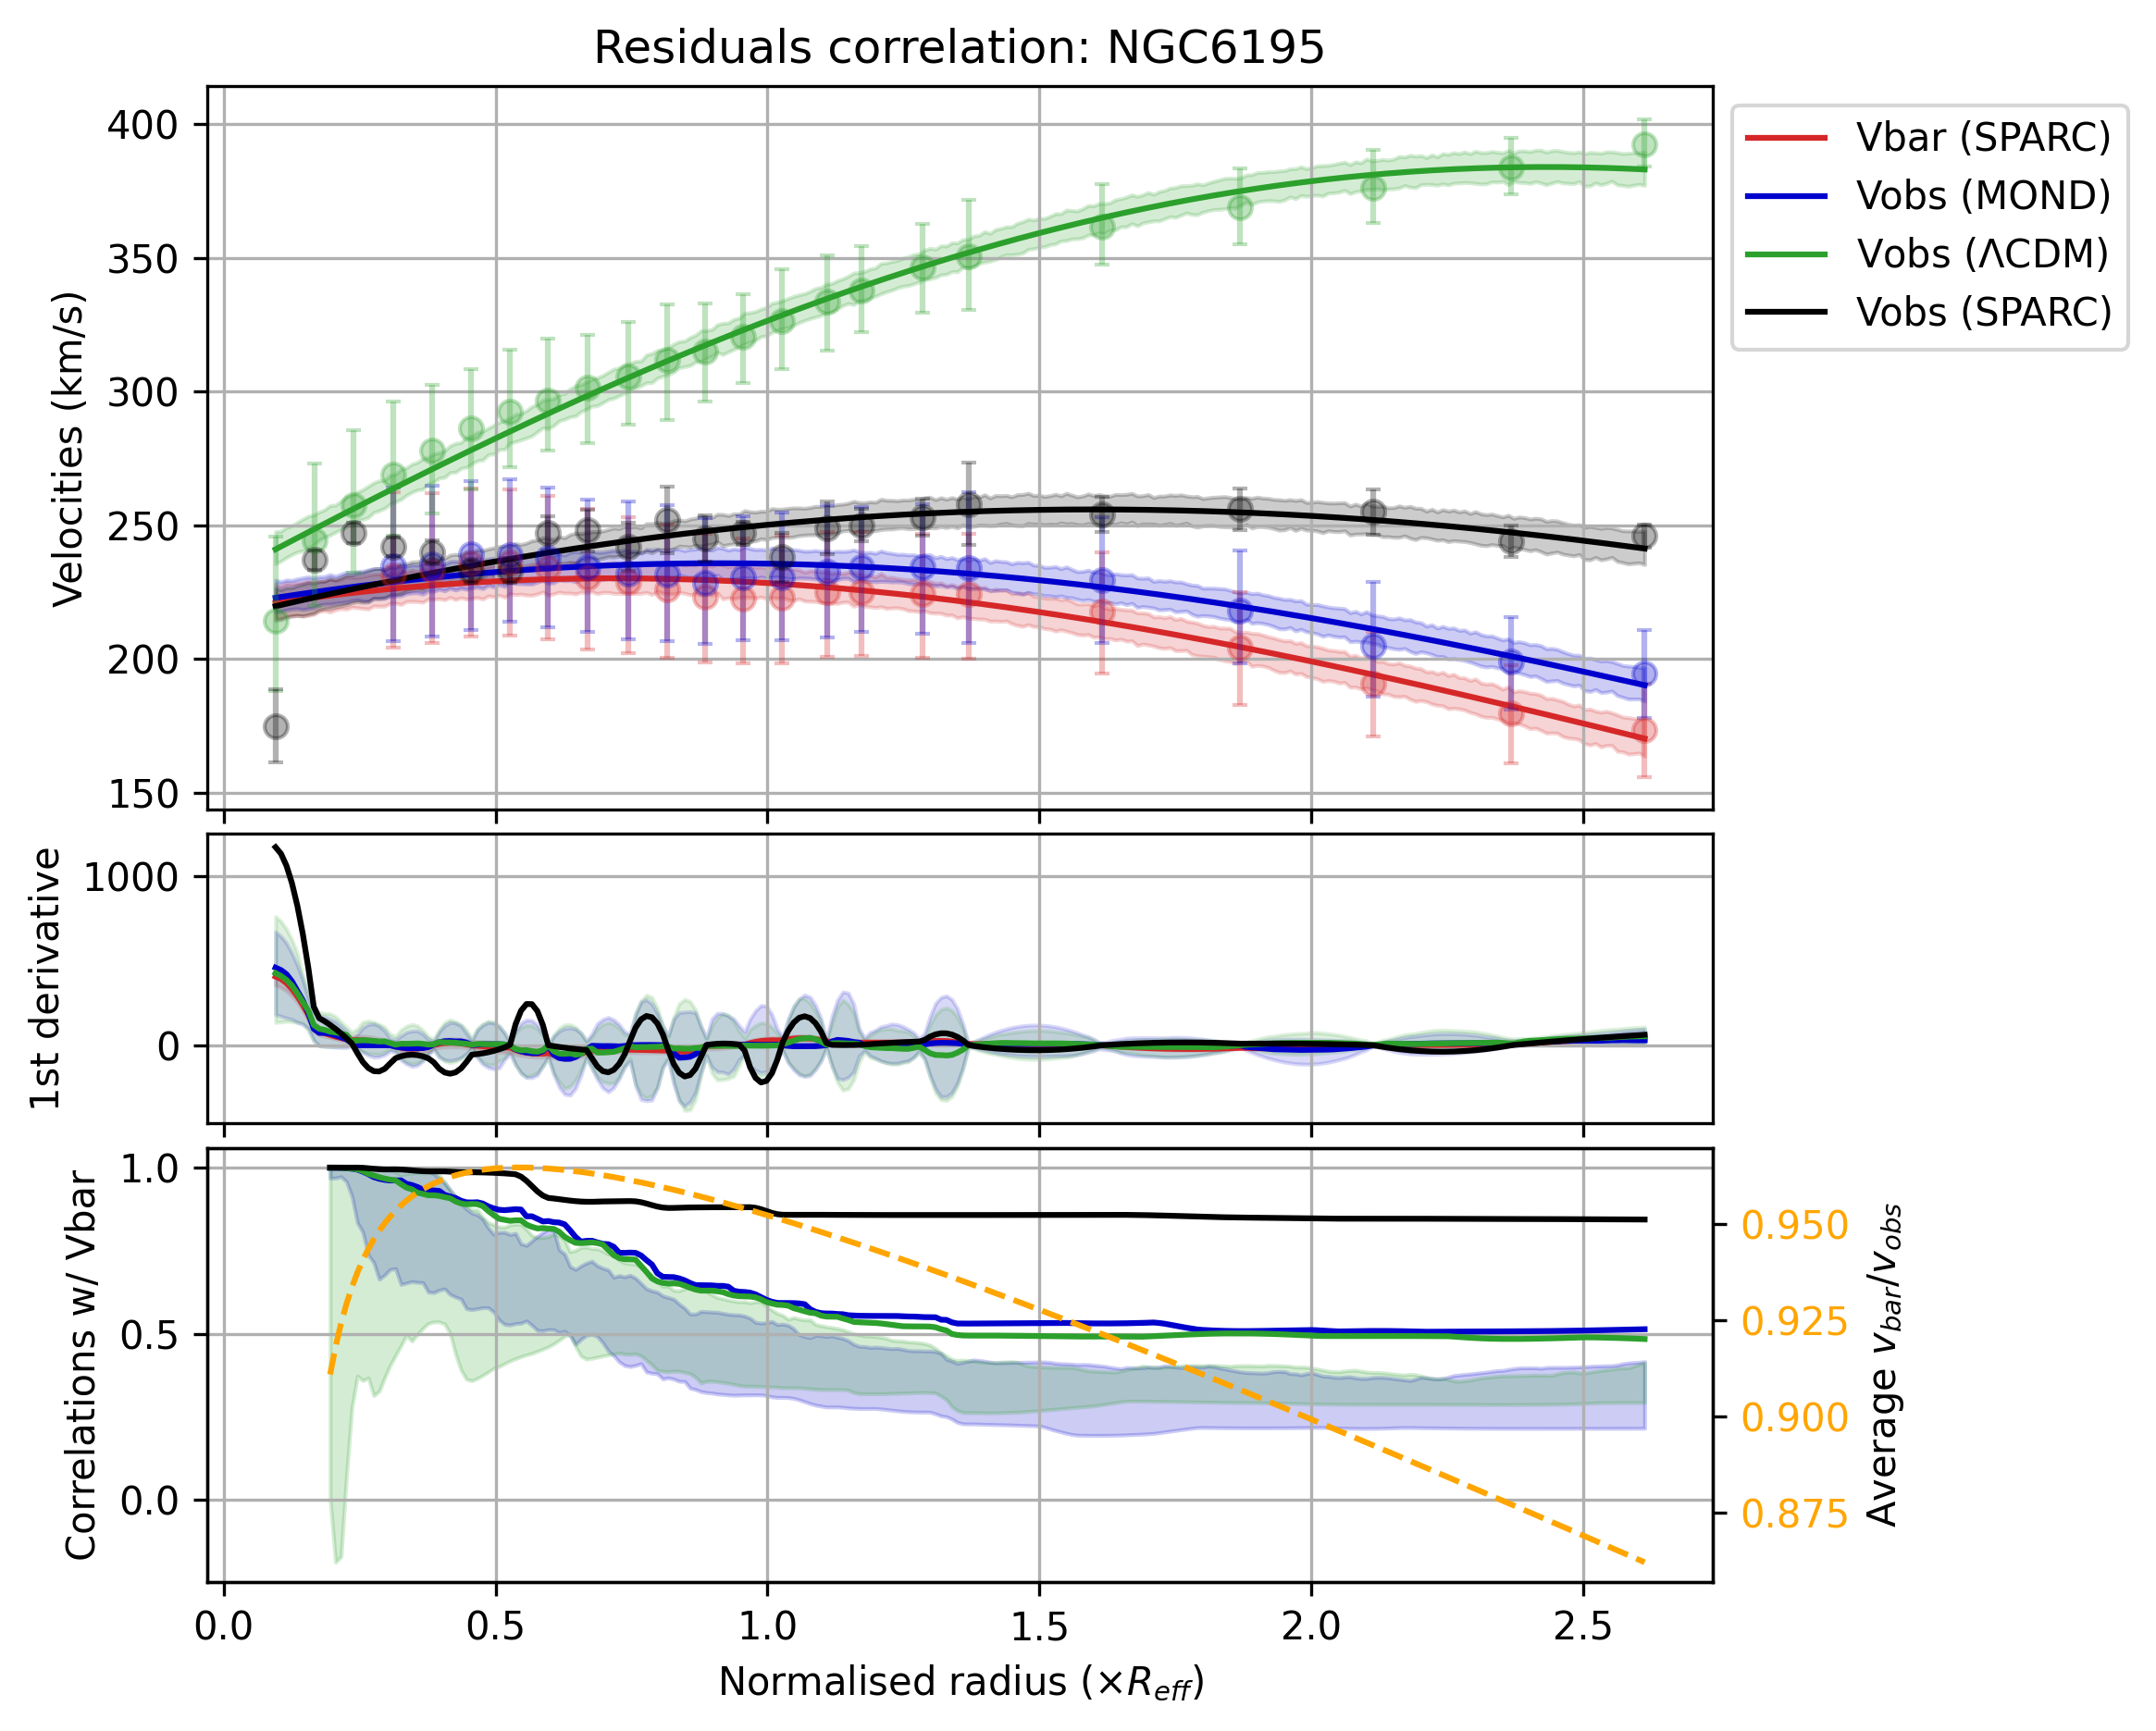 Residuals correlation: NGC6195
400
350
300
250
200
150
Velocities (km/s)
Vbar (SPARC)
Vobs (MOND)
Vobs (ΛCDM)
Vobs (SPARC)
1000
0
1st derivative
1.0
0.5
0.0
Correlations w/ Vbar
0.950
0.925
0.900
0.875
Average v_bar/v_obs
0.0 0.5 1.0 1.5 2.0 2.5
Normalised radius (×R_eff)